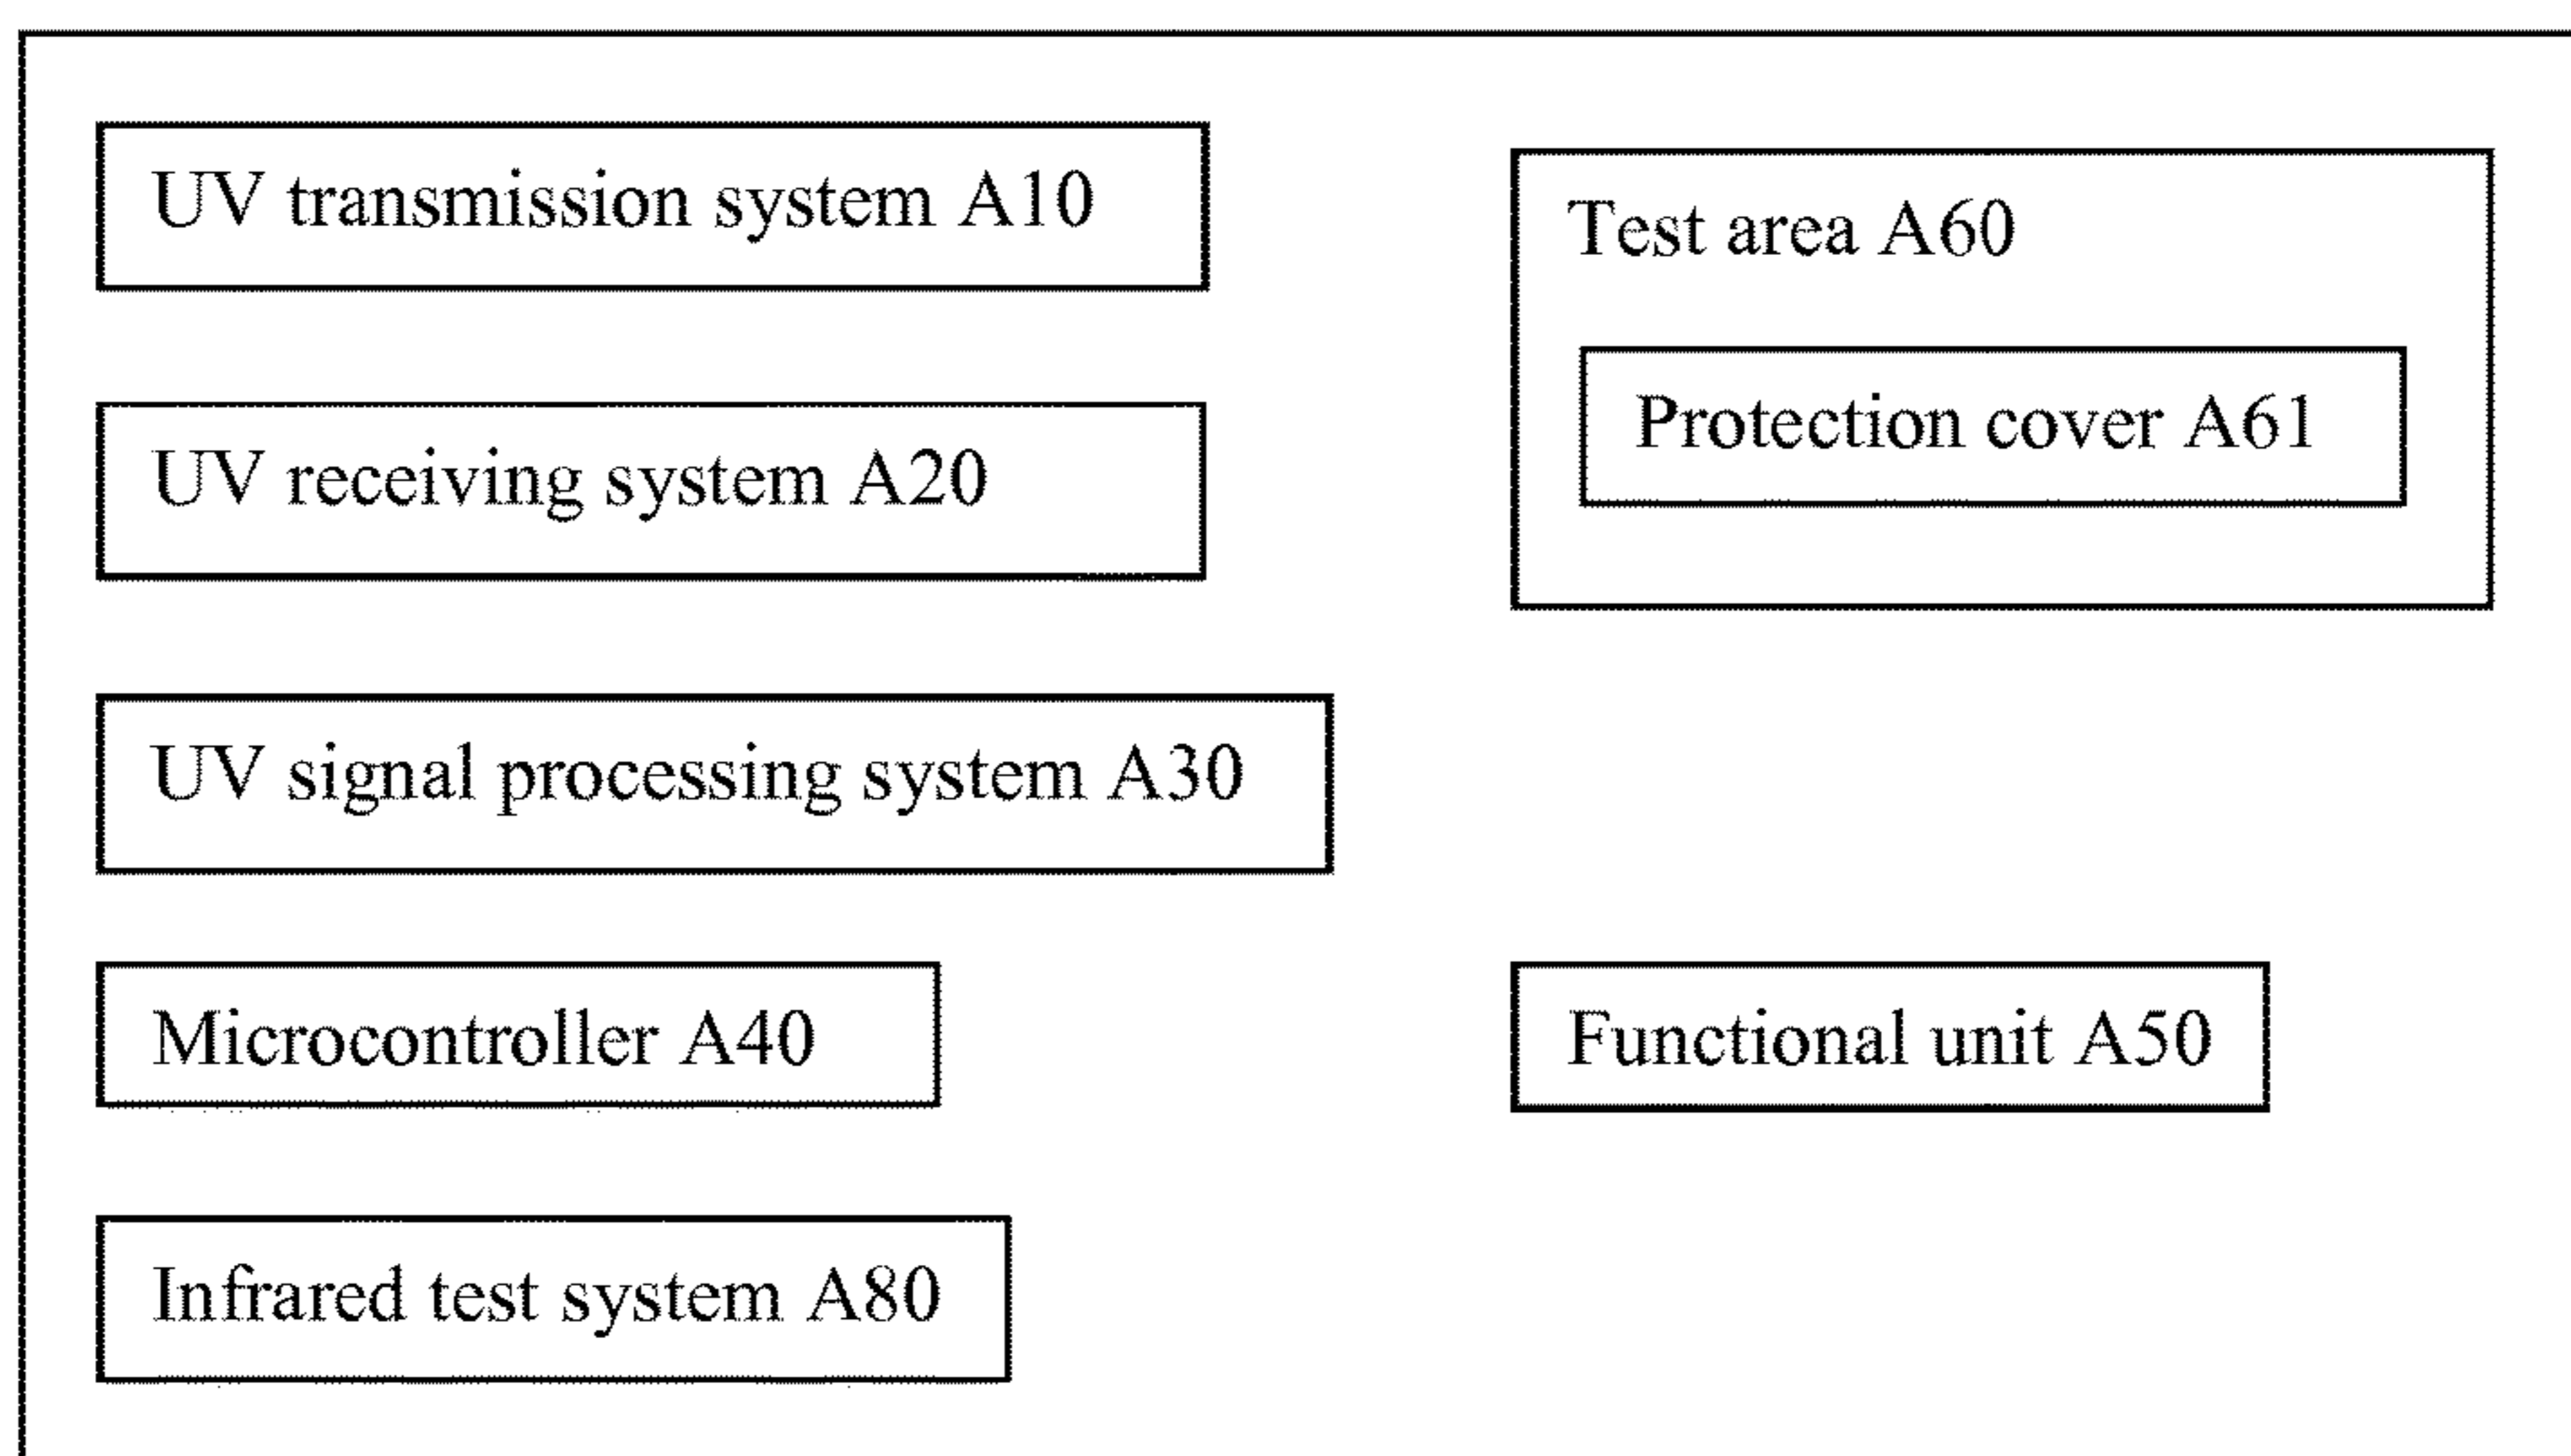 UV transmission system A10
UV receiving system A20
UV signal processing system A30
Microcontroller A40
Infrared test system A80
Test area A60
Protection cover A61
Functional unit A50